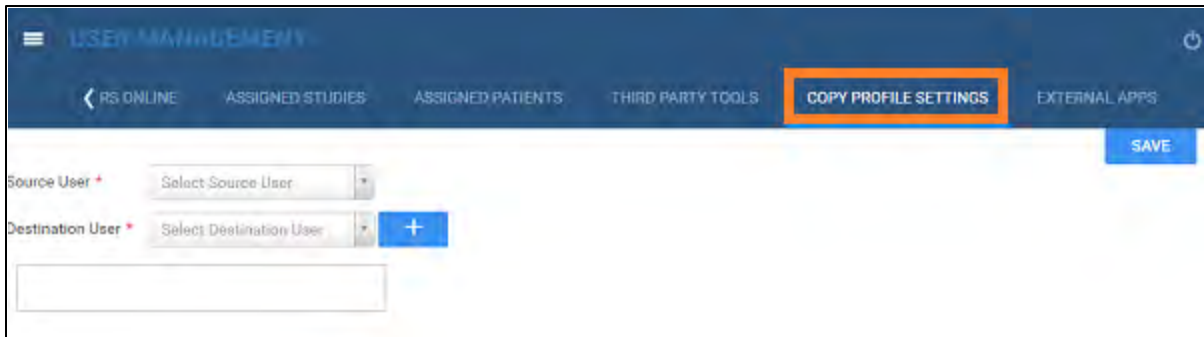 USER MANAGEMENT
RS ONLINE ASSIGNED STUDIES ASSIGNED PATIENTS THIRD PARTY TOOLS COPY PROFILE SETTINGS EXTERNAL APPS
SAVE
Source User * Select Source User
Destination User * Select Destination User +